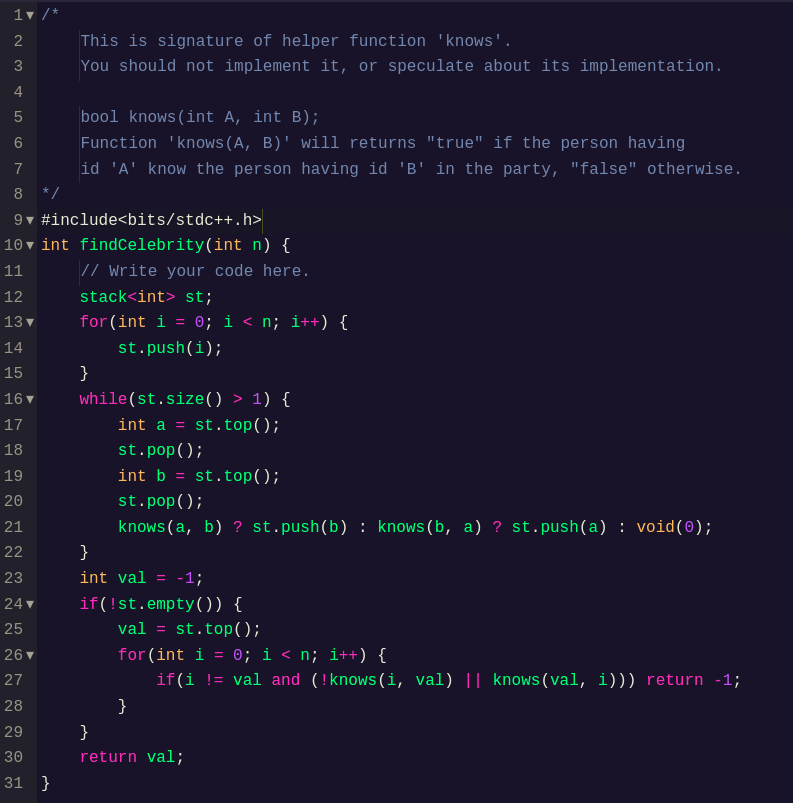 1 /*
2     This is signature of helper function 'knows'.
3     You should not implement it, or speculate about its implementation.
4
5     bool knows(int A, int B);
6     Function 'knows(A, B)' will returns "true" if the person having
7     id 'A' know the person having id 'B' in the party, "false" otherwise.
8 */
9 #include<bits/stdc++.h>
10 int findCelebrity(int n) {
11     // Write your code here.
12     stack<int> st;
13     for(int i = 0; i < n; i++) {
14         st.push(i);
15     }
16     while(st.size() > 1) {
17         int a = st.top();
18         st.pop();
19         int b = st.top();
20         st.pop();
21         knows(a, b) ? st.push(b) : knows(b, a) ? st.push(a) : void(0);
22     }
23     int val = -1;
24     if(!st.empty()) {
25         val = st.top();
26         for(int i = 0; i < n; i++) {
27             if(i != val and (!knows(i, val) || knows(val, i))) return -1;
28         }
29     }
30     return val;
31 }